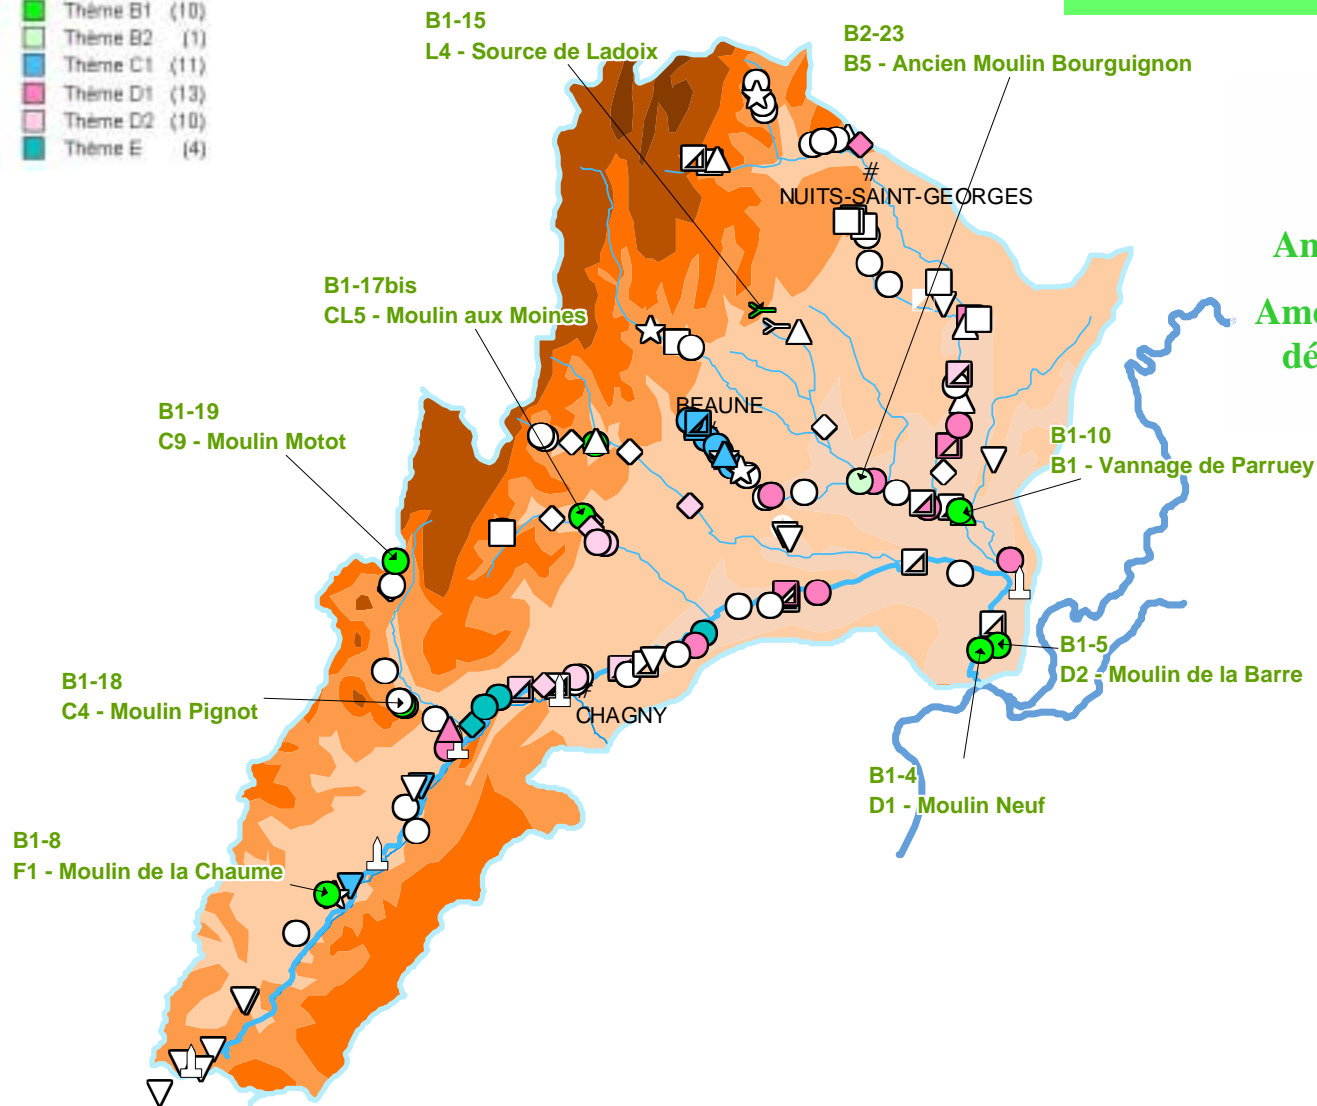 Thème B1 (10)
Thème B2 (1)
Thème C1 (11)
Thème D1 (13)
Thème D2 (10)
Thème E (4)
B1-15
L4 - Source de Ladoix
B2-23
B5 - Ancien Moulin Bourguignon
#
NUITS-SAINT-GEORGES
An
Amé
dé
B1-17bis
CL5 - Moulin aux Moines
BEAUNE
B1-19
C9 - Moulin Motot
B1-10
B1 - Vannage de Parruey
B1-5
D2 - Moulin de la Barre
B1-18
C4 - Moulin Pignot
#
CHAGNY
B1-4
D1 - Moulin Neuf
B1-8
F1 - Moulin de la Chaume